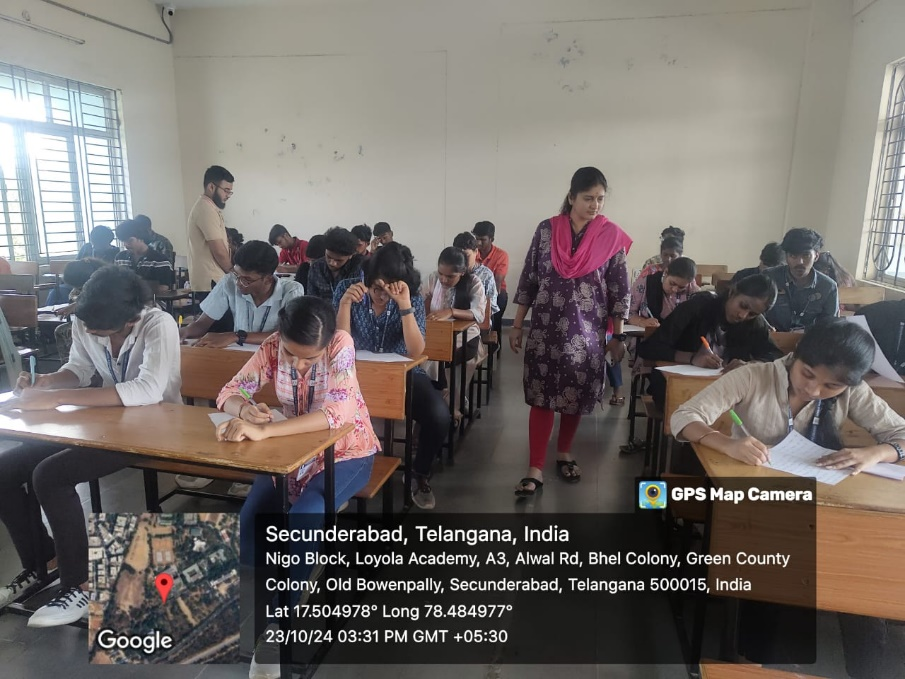 GPS Map Camera
Secunderabad, Telangana, India
Nigo Block, Loyola Academy, A3, Alwal Rd, Bhel Colony, Green County
Colony, Old Bowenpally, Secunderabad, Telangana 500015, India
Lat 17.504978° Long 78.484977°
23/10/24 03:31 PM GMT +05:30
Google